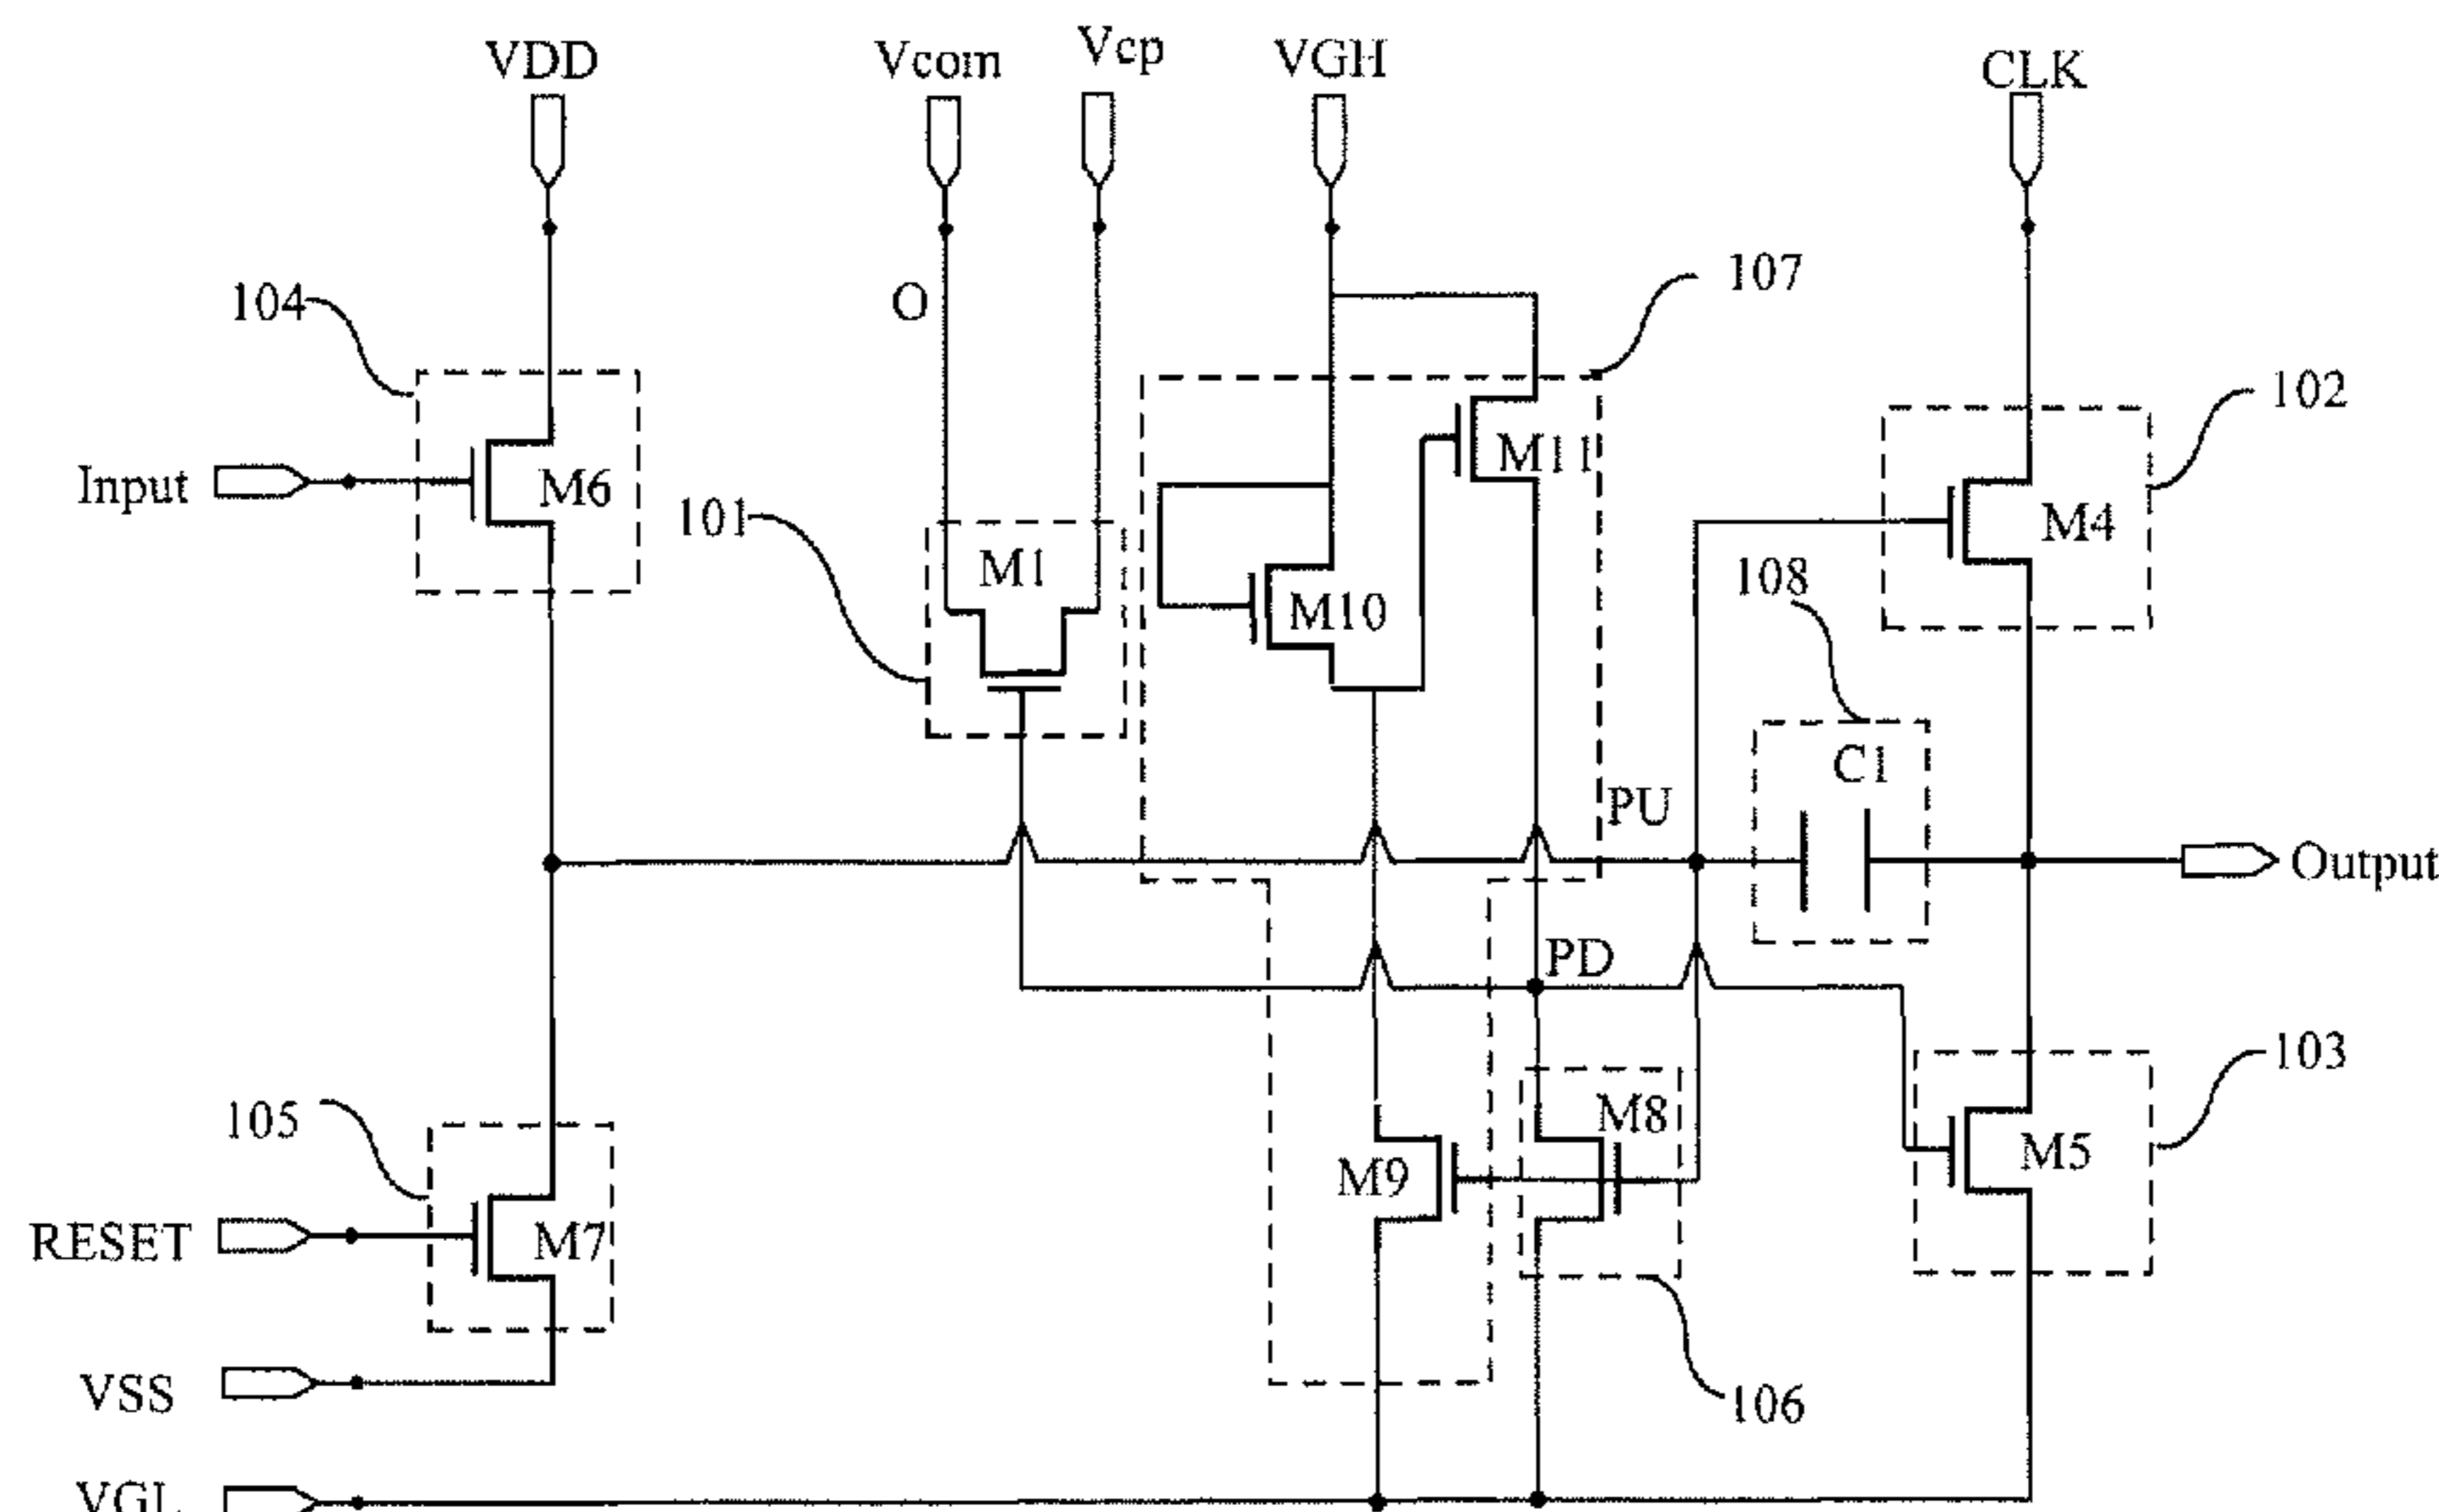 VDD
Vcom
Vcp
VGH
CLK
107
104
O
102
M11
Input
M6
101
M4
M1
108
M10
C1
PU
Output
PD
103
M8
105
M5
M9
RESET
M7
VSS
106
VGL